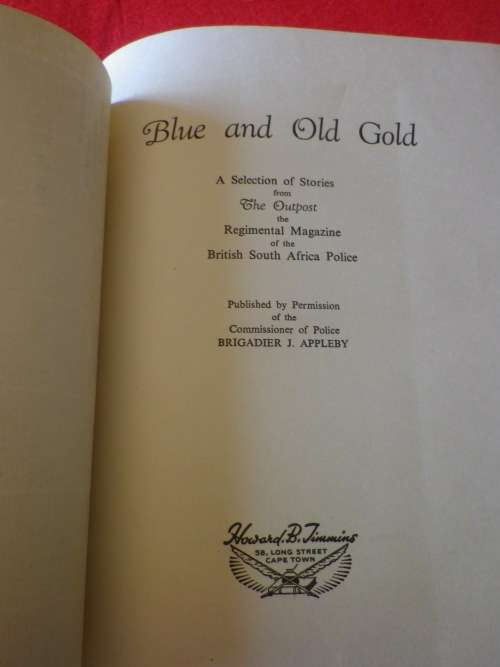 Blue and Old Gold
A Selection of Stories
from
The Outpost
the
Regimental Magazine
of the
British South Africa Police
Published by Permission
of the
Commissioner of Police
BRIGADIER J. APPLEBY
Howard. B. Timmins
58, LONG STREET
CAPE TOWN